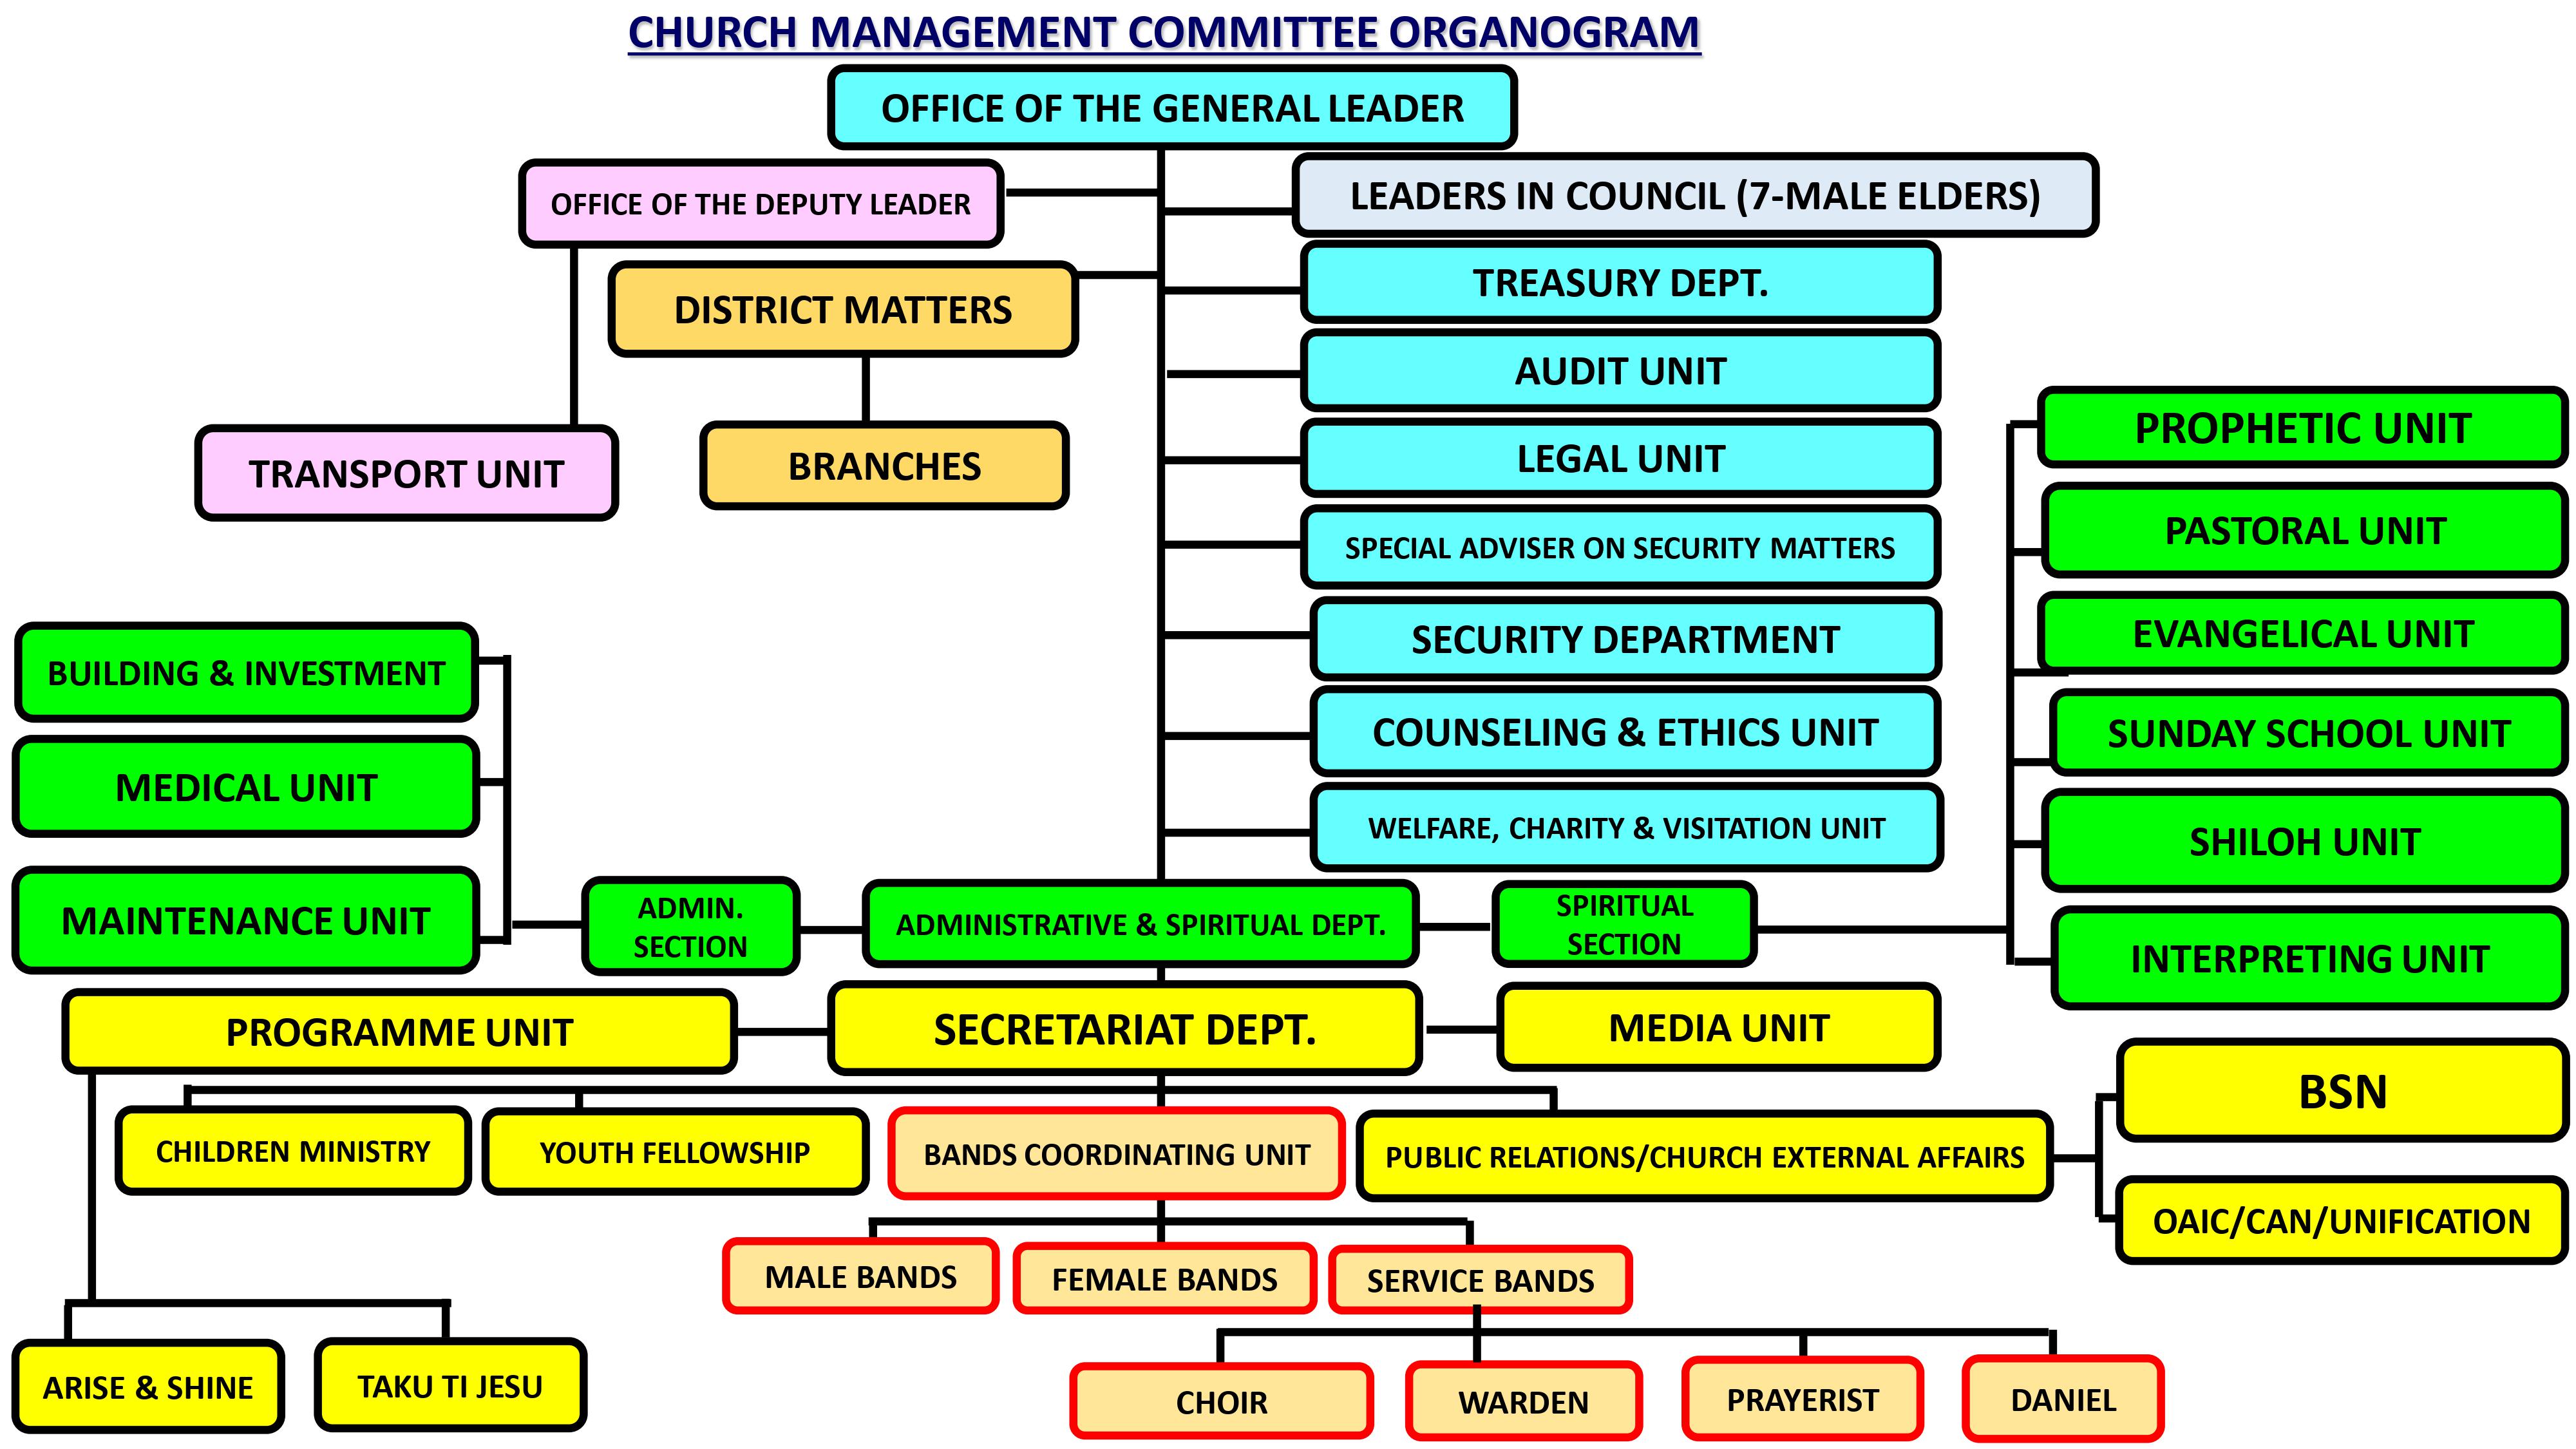 CHURCH MANAGEMENT COMMITTEE ORGANOGRAM
OFFICE OF THE GENERAL LEADER
OFFICE OF THE DEPUTY LEADER
LEADERS IN COUNCIL (7-MALE ELDERS)
DISTRICT MATTERS
TREASURY DEPT.
AUDIT UNIT
TRANSPORT UNIT
BRANCHES
LEGAL UNIT
SPECIAL ADVISER ON SECURITY MATTERS
SECURITY DEPARTMENT
COUNSELING & ETHICS UNIT
WELFARE, CHARITY & VISITATION UNIT
PROPHETIC UNIT
PASTORAL UNIT
EVANGELICAL UNIT
SUNDAY SCHOOL UNIT
SHILOH UNIT
INTERPRETING UNIT
BUILDING & INVESTMENT
MEDICAL UNIT
MAINTENANCE UNIT
ADMIN.
SECTION
ADMINISTRATIVE & SPIRITUAL DEPT.
SPIRITUAL
SECTION
PROGRAMME UNIT
SECRETARIAT DEPT.
MEDIA UNIT
CHILDREN MINISTRY
YOUTH FELLOWSHIP
BANDS COORDINATING UNIT
PUBLIC RELATIONS/CHURCH EXTERNAL AFFAIRS
BSN
OAIC/CAN/UNIFICATION
MALE BANDS
FEMALE BANDS
SERVICE BANDS
ARISE & SHINE
TAKU TI JESU
CHOIR
WARDEN
PRAYERIST
DANIEL